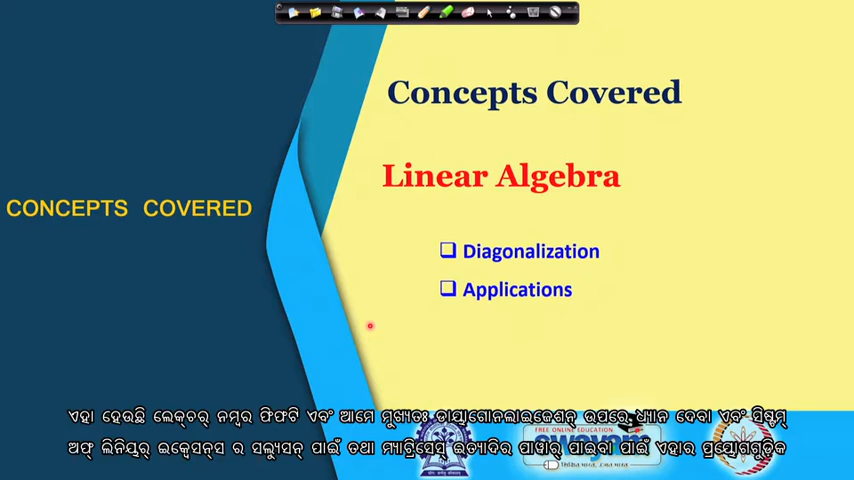 Concepts Covered
Linear Algebra
CONCEPTS COVERED
Diagonalization
Applications
ଏହା ହେଉଛି ଲେକ୍ଚର୍ ନମ୍ବର ଫିଫଟି ଏବଂ ଆମେ ମୁଖ୍ୟତଃ ଡାୟାଗୋନଲାଇଜେଶନ୍ ଉପରେ ଧ୍ୟାନ ଦେବା ଏବଂ ସିଷ୍ଟମ୍
ଅଫ୍ ଲିନିୟର୍ ଇକ୍ୱେସନ୍‌ସ ର ସଲ୍ୟୁସନ୍ ପାଇଁ ତଥା ମ୍ୟାଟ୍ରିସେସ୍ ଇତ୍ୟାଦିର ପାୱାର୍ ପାଇବା ପାଇଁ ଏହାର ପ୍ରୟୋଗଗୁଡ଼ିକ
FREE ONLINE EDUCATION
swayam